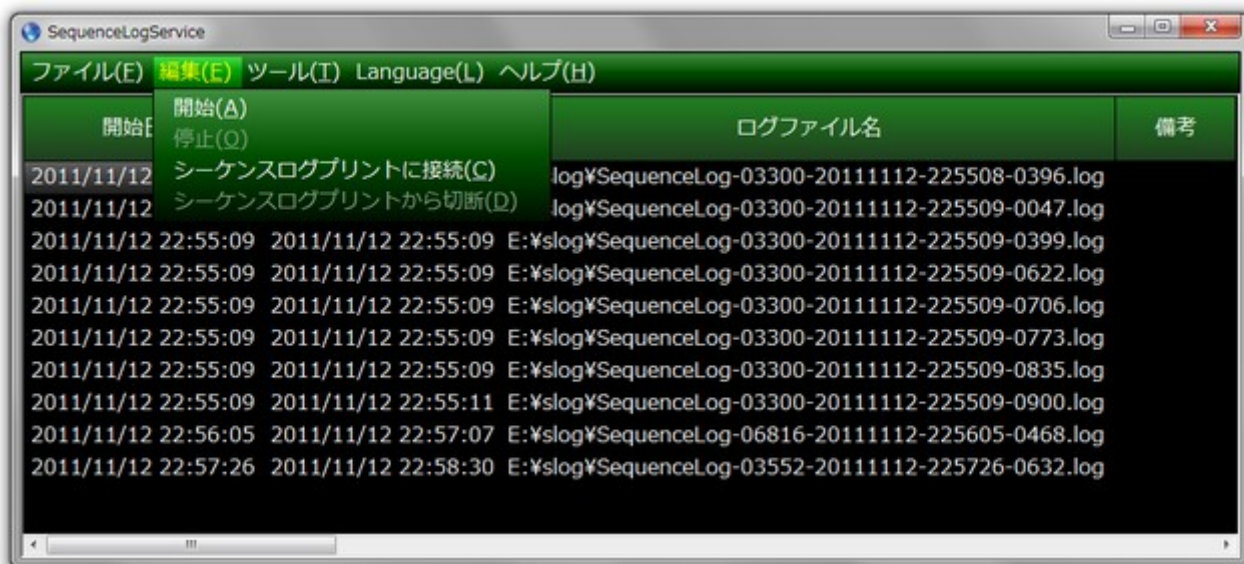 SequenceLogService
ファイル(F) 編集(E) ツール(T) Language(L) ヘルプ(H)
開始(A)
停止(O)
シーケンスログプリントに接続(C)
シーケンスログプリントから切断(D)
開始 ログファイル名 備考
2011/11/12 slog¥SequenceLog-03300-20111112-225508-0396.log
2011/11/12 log¥SequenceLog-03300-20111112-225509-0047.log
2011/11/12 22:55:09 2011/11/12 22:55:09 E:¥slog¥SequenceLog-03300-20111112-225509-0399.log
2011/11/12 22:55:09 2011/11/12 22:55:09 E:¥slog¥SequenceLog-03300-20111112-225509-0622.log
2011/11/12 22:55:09 2011/11/12 22:55:09 E:¥slog¥SequenceLog-03300-20111112-225509-0706.log
2011/11/12 22:55:09 2011/11/12 22:55:09 E:¥slog¥SequenceLog-03300-20111112-225509-0773.log
2011/11/12 22:55:09 2011/11/12 22:55:09 E:¥slog¥SequenceLog-03300-20111112-225509-0835.log
2011/11/12 22:55:09 2011/11/12 22:55:11 E:¥slog¥SequenceLog-03300-20111112-225509-0900.log
2011/11/12 22:56:05 2011/11/12 22:57:07 E:¥slog¥SequenceLog-06816-20111112-225605-0468.log
2011/11/12 22:57:26 2011/11/12 22:58:30 E:¥slog¥SequenceLog-03552-20111112-225726-0632.log